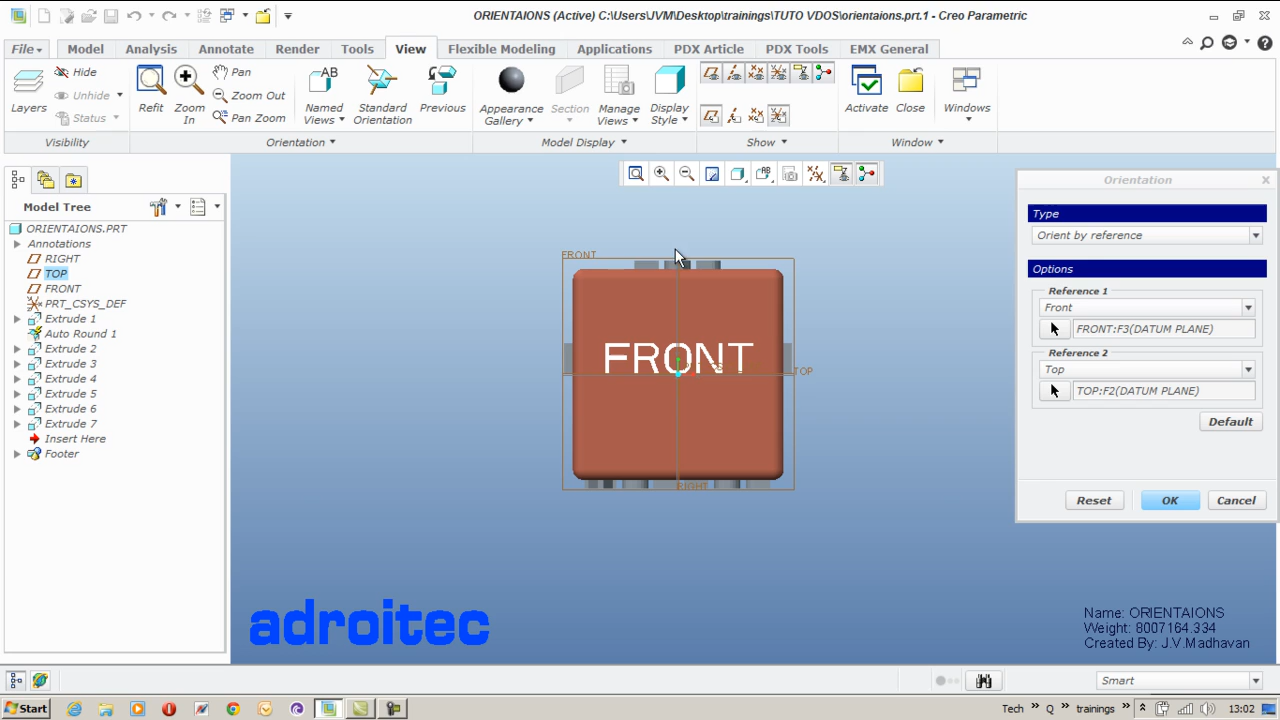 ORIENTAIONS (Active) C:\Users\JVM\Desktop\trainings\TUTO VDOS\orientaions.prt.1 - Creo Parametric
File Model Analysis Annotate Render Tools View Flexible Modeling Applications PDX Article PDX Tools EMX General
Layers
Hide
Unhide
Status
Visibility
Refit
Zoom In
Pan
Zoom Out
Pan Zoom
Named Views
Standard Orientation
Previous
Orientation
Appearance Gallery
Section
Manage Views
Display Style
Model Display
Show
Activate
Close
Windows
Window
Model Tree
ORIENTAIONS.PRT
Annotations
RIGHT
TOP
FRONT
PRT_CSYS_DEF
Extrude 1
Auto Round 1
Extrude 2
Extrude 3
Extrude 4
Extrude 5
Extrude 6
Extrude 7
Insert Here
Footer
FRONT
FRONT
TOP
RIGHT
Orientation
Type
Orient by reference
Options
Reference 1
Front
FRONT:F3(DATUM PLANE)
Reference 2
Top
TOP:F2(DATUM PLANE)
Default
Reset OK Cancel
adroitec
Name: ORIENTAIONS
Weight: 8007164.334
Created By: J.V.Madhavan
Smart
Start
Tech » Q » trainings » 13:02